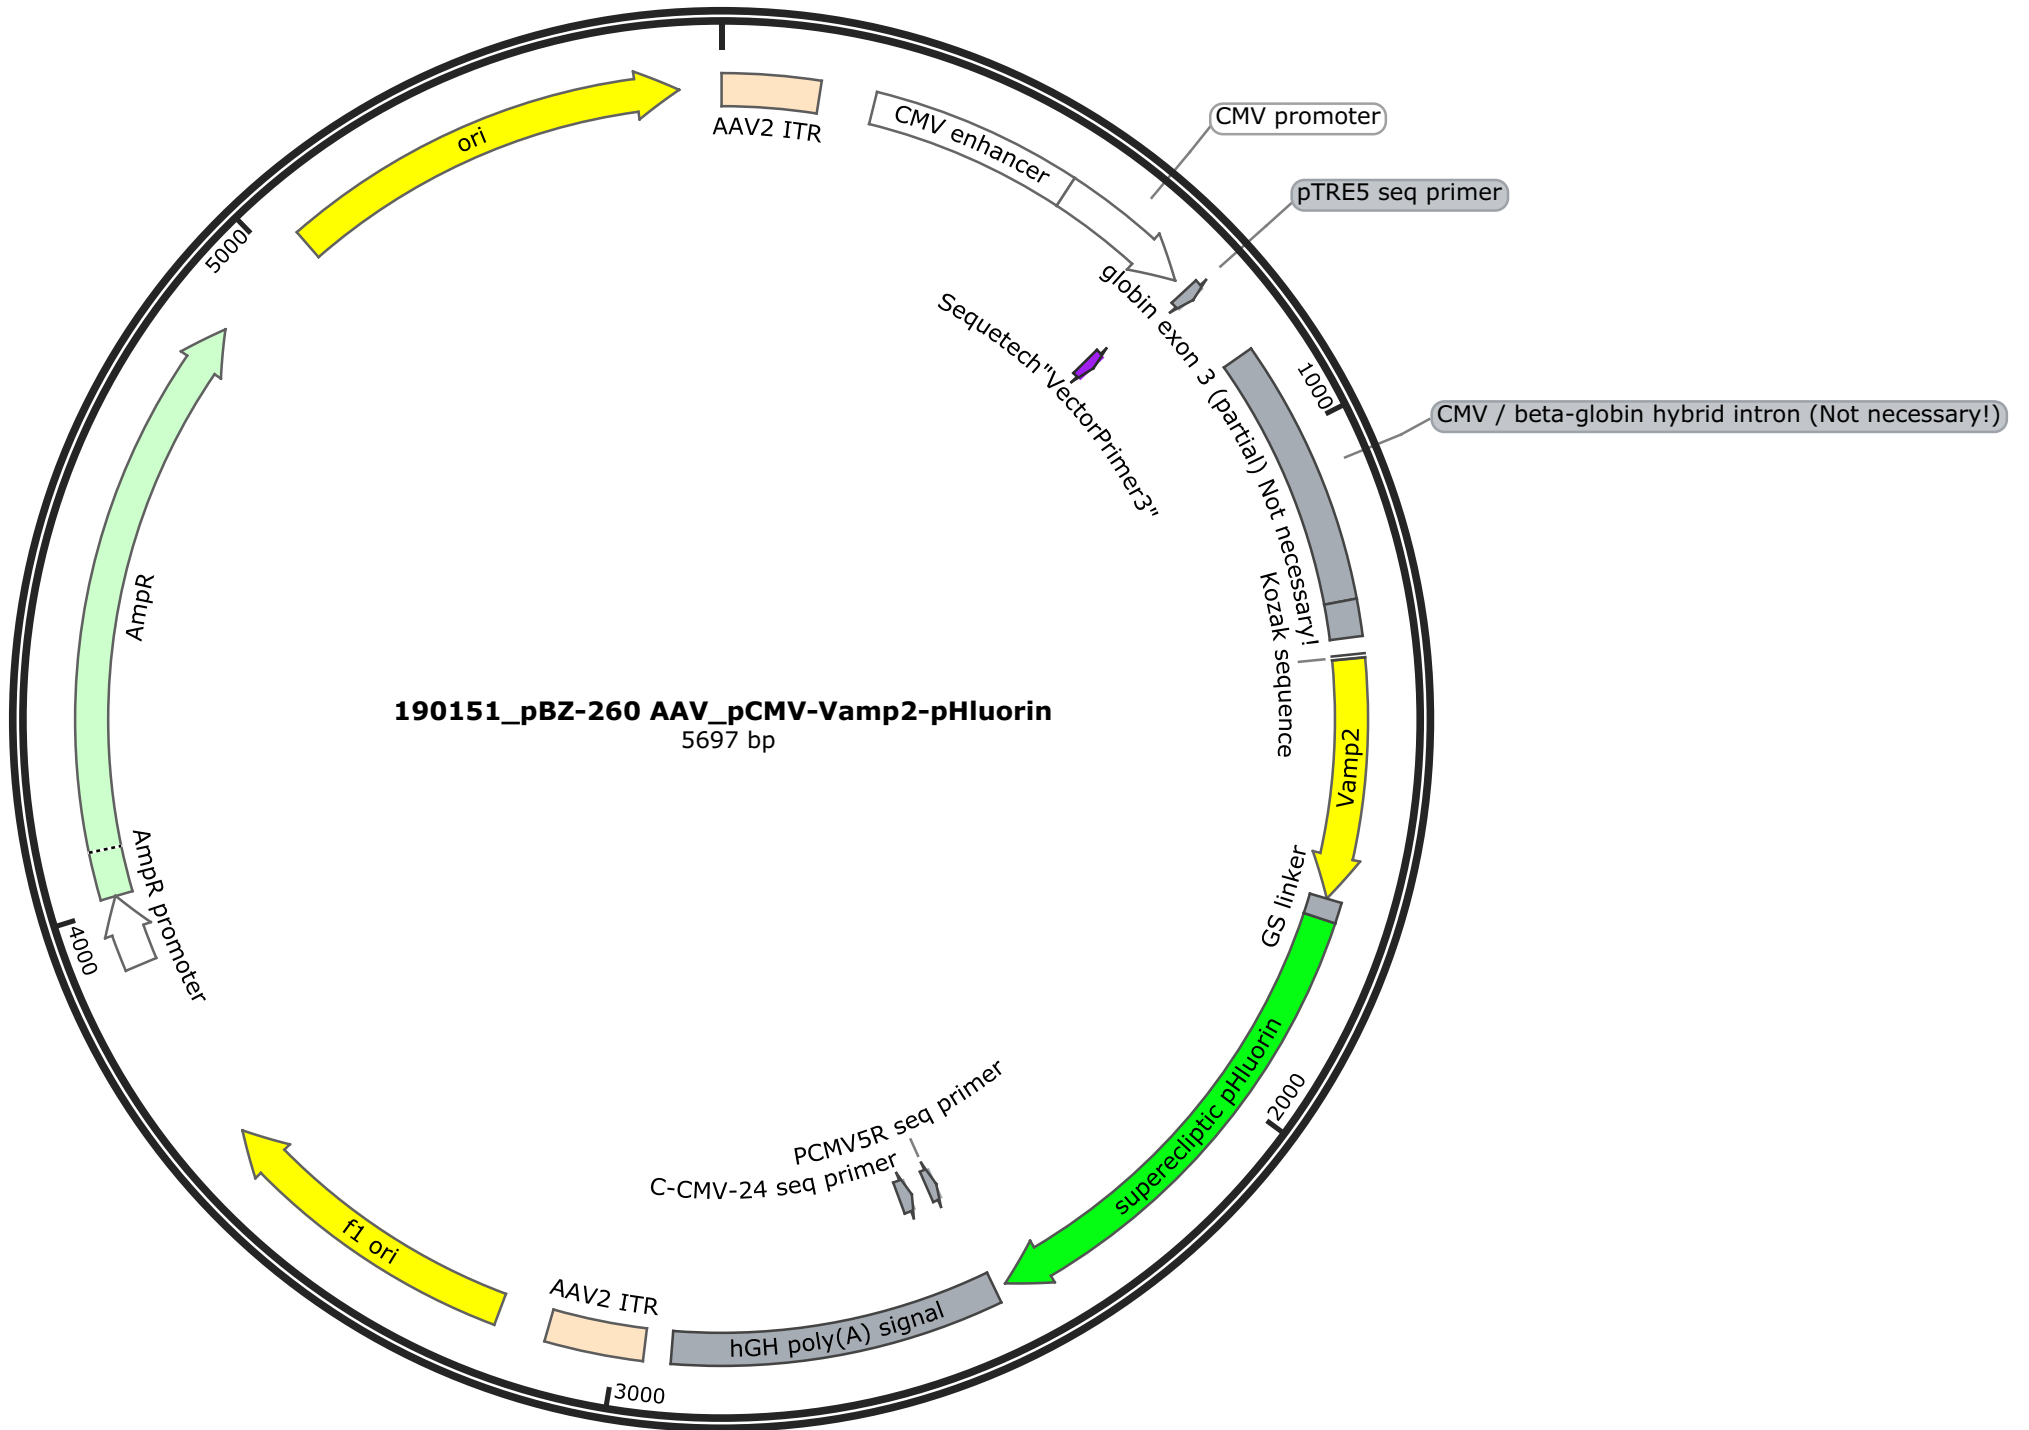 ori
AAV2 ITR
CMV enhancer
CMV promoter
pTRE5 seq primer
5000
globin exon 3 (partial) Not necessary!
Sequetech"VectorPrimer3"
1000
CMV / beta-globin hybrid intron (Not necessary!)
Kozak sequence
AmpR
190151_pBZ-260 AAV_pCMV-Vamp2-pHluorin
5697 bp
Vamp2
AmpR promoter
GS linker
4000
superecliptic pHluorin
2000
PCMV5R seq primer
C-CMV-24 seq primer
f1 ori
AAV2 ITR
hGH poly(A) signal
3000